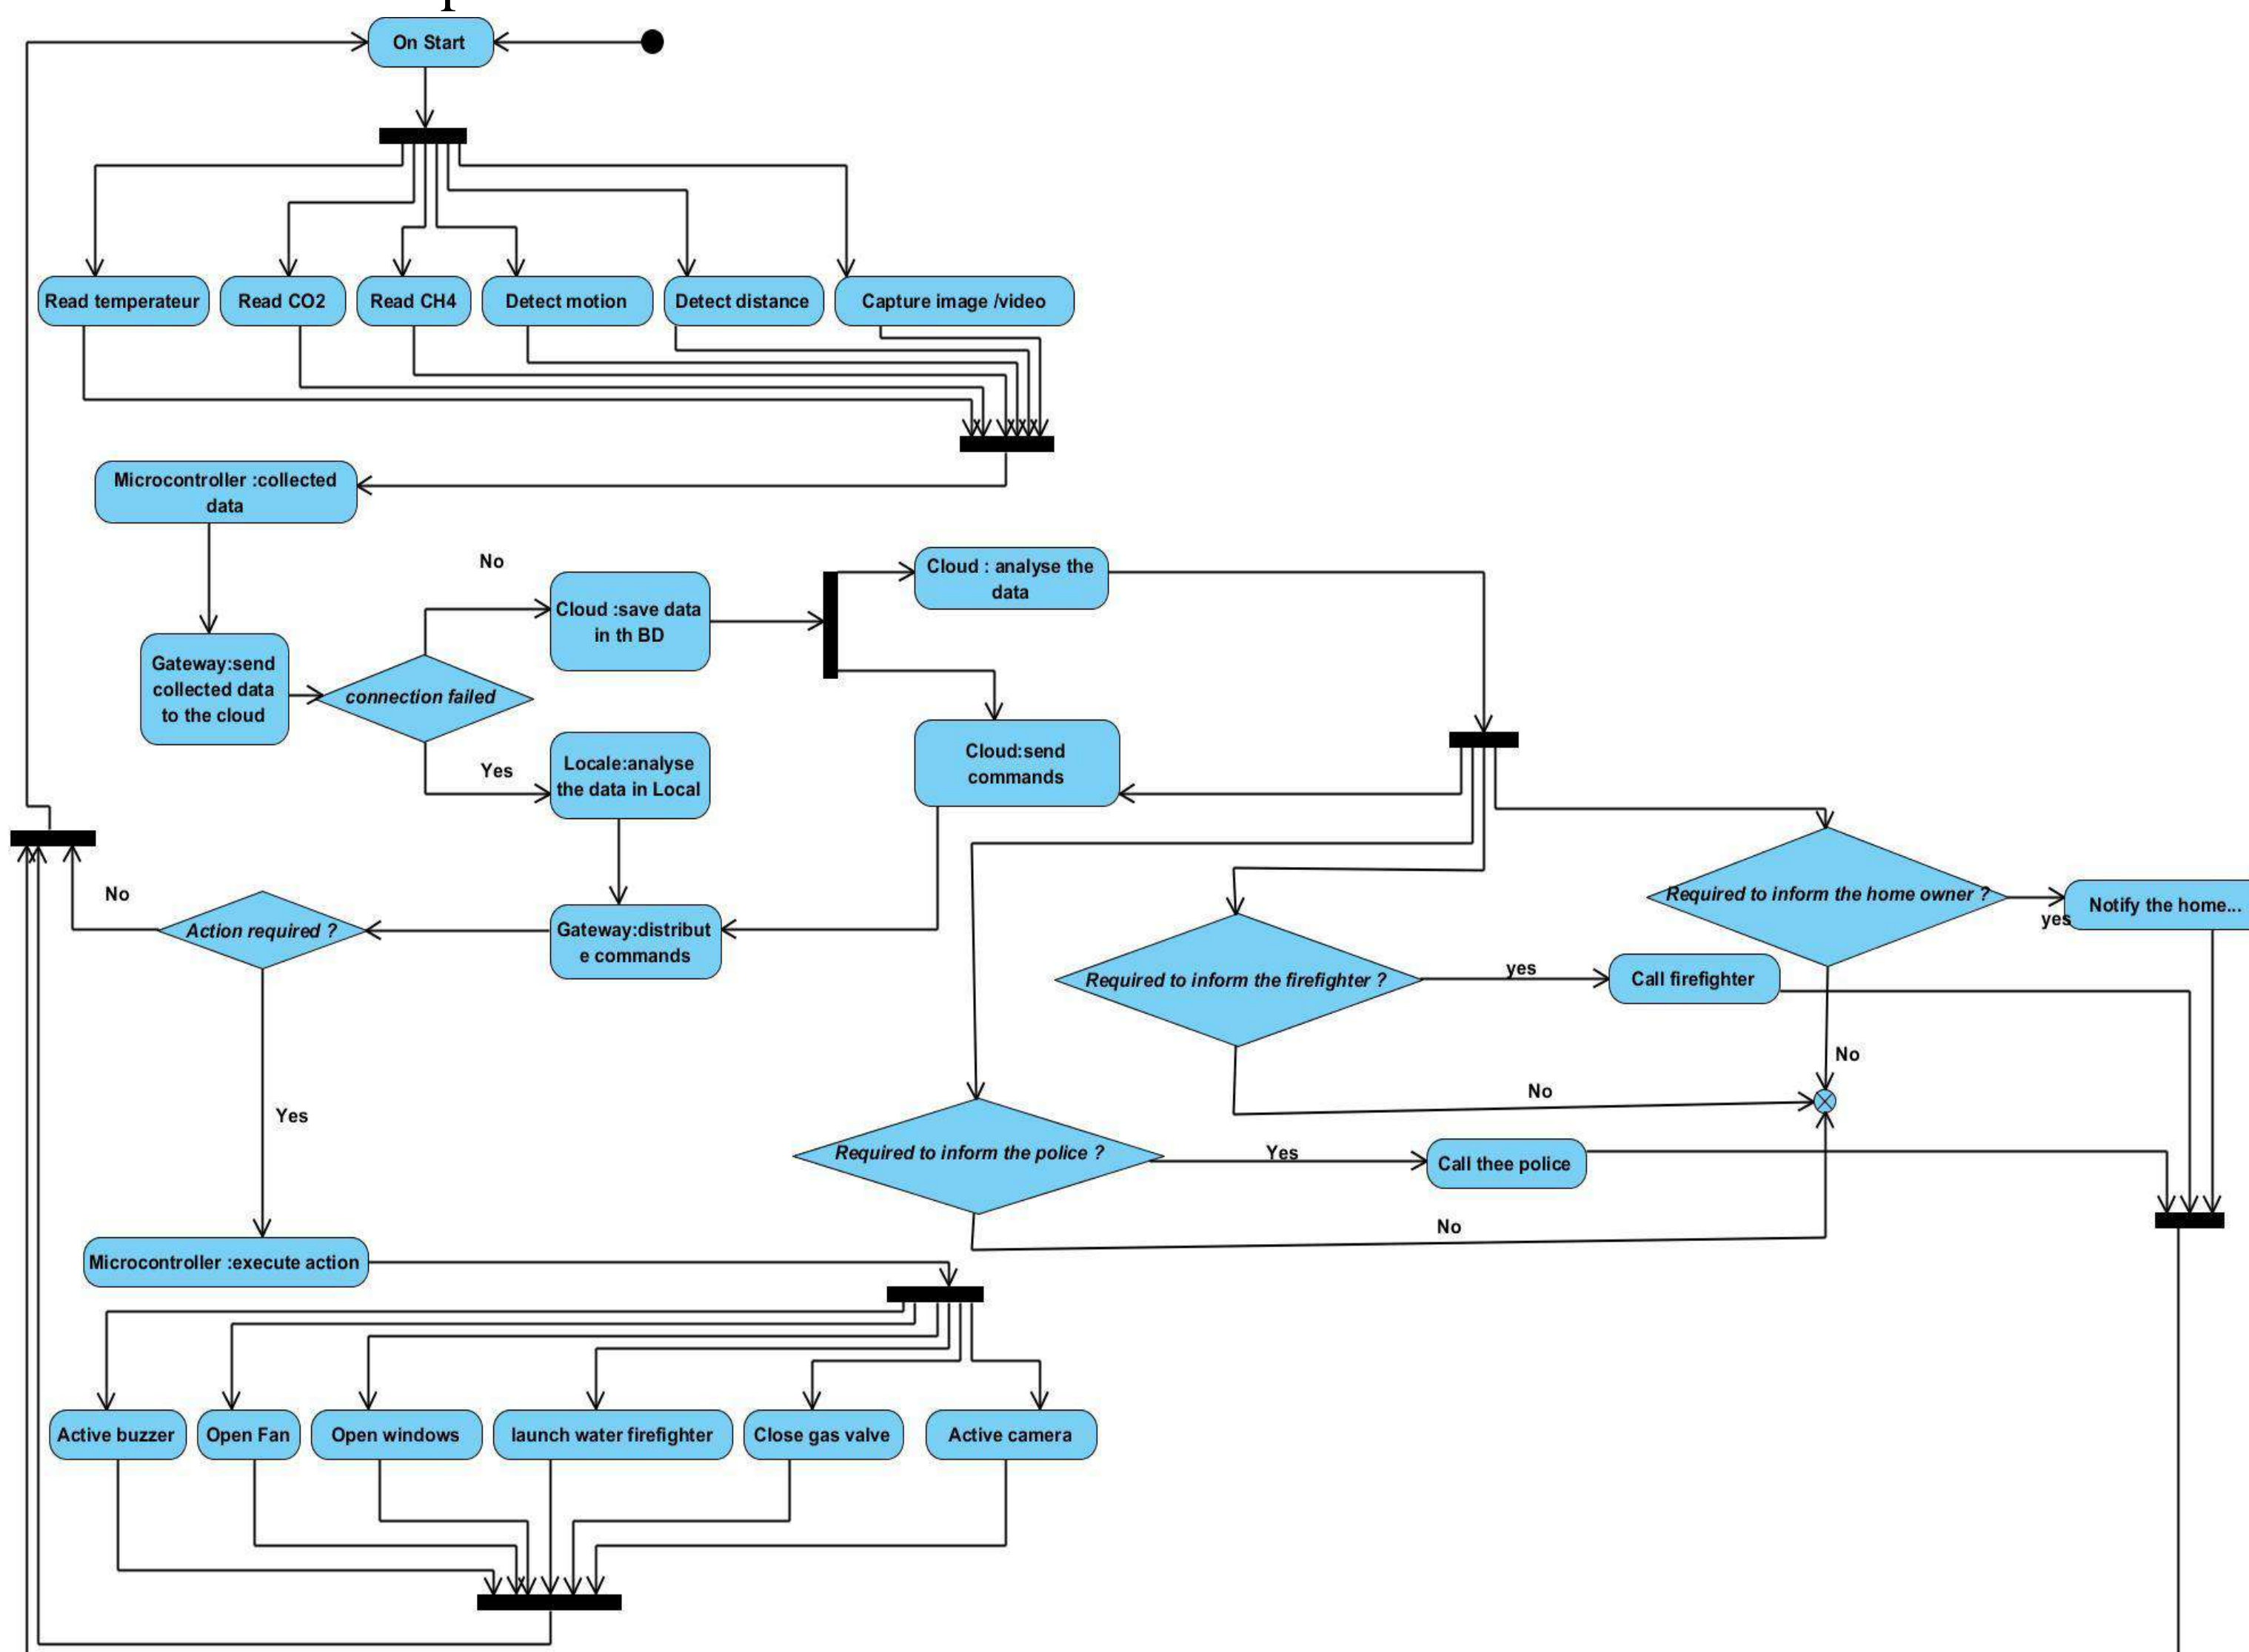 On Start
Read temperateur
Read CO2
Read CH4
Detect motion
Detect distance
Capture image /video
Microcontroller :collected
data
No
Cloud :save data
in th BD
Cloud : analyse the
data
Gateway:send
collected data
to the cloud
connection failed
Yes
Locale:analyse
the data in Local
Cloud:send
commands
No
Action required ?
Gateway:distribut
e commands
Required to inform the home owner ?
yes
Notify the home...
Required to inform the firefighter ?
yes
Call firefighter
No
No
Yes
Required to inform the police ?
Yes
Call thee police
No
Microcontroller :execute action
Active buzzer
Open Fan
Open windows
launch water firefighter
Close gas valve
Active camera